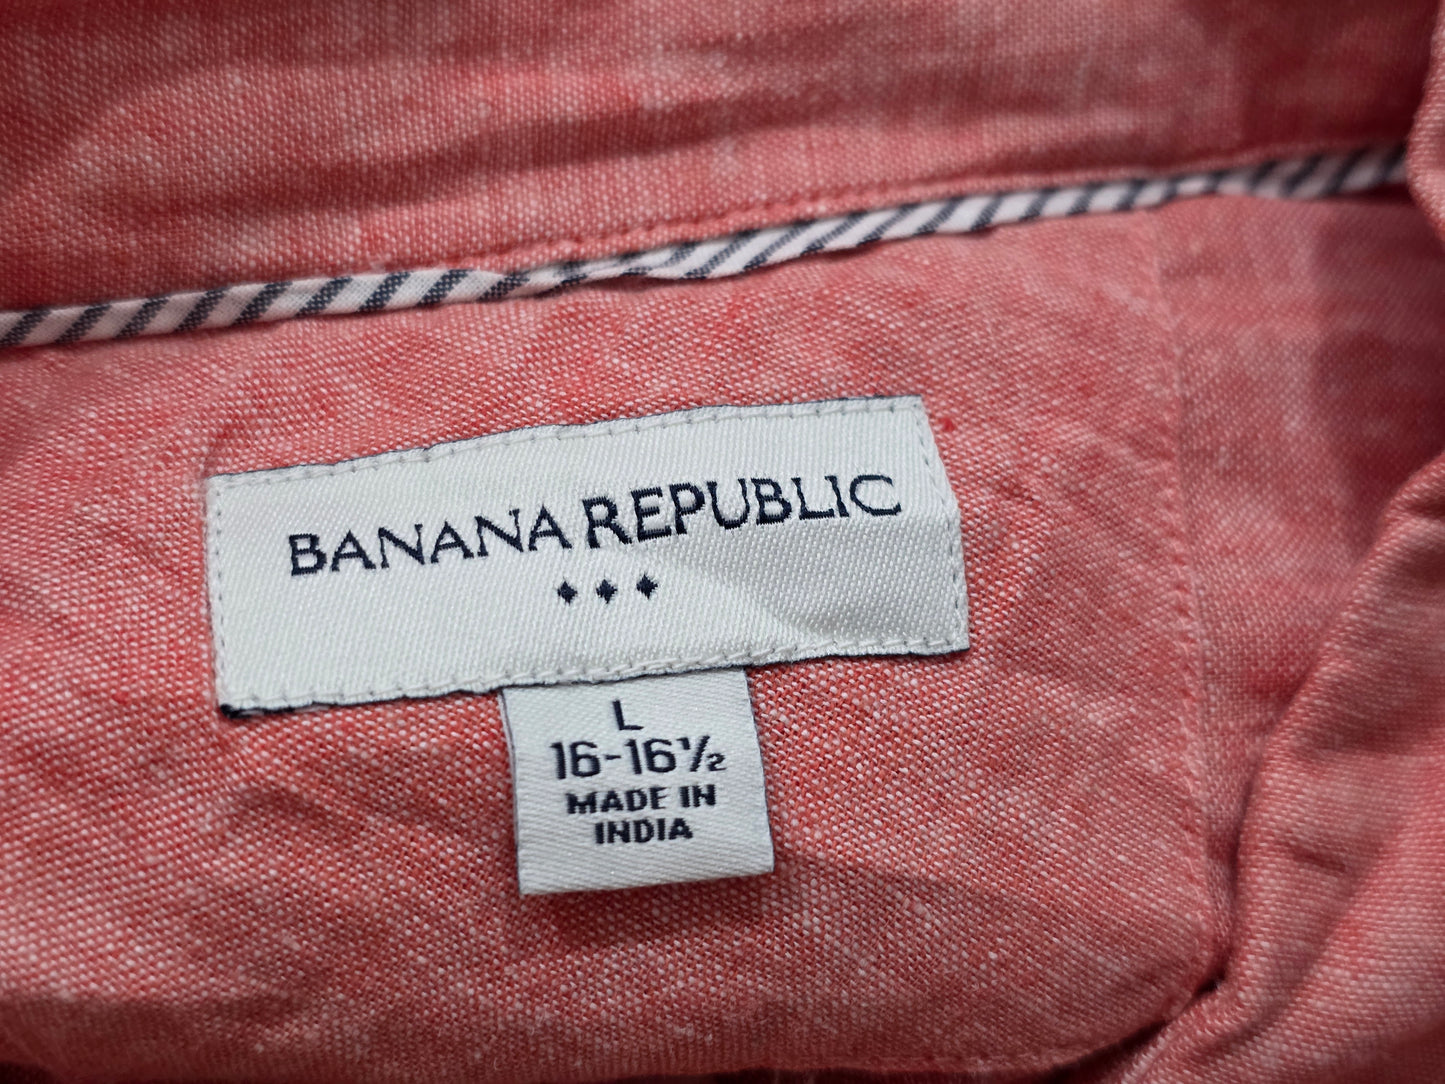 BANANA REPUBLIC
L
16-16½
MADE IN
INDIA